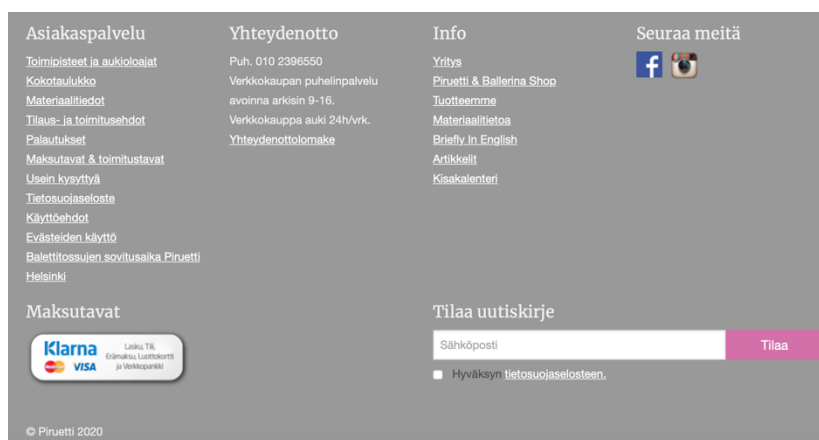 Asiakaspalvelu
Toimipisteet ja aukioloajat
Kokotaulukko
Materiaalitiedot
Tilaus- ja toimitusehdot
Palautukset
Maksutavat & toimitustavat
Usein kysyttyä
Tietosuojaseloste
Käyttöehdot
Evästeiden käyttö
Balettitossujen sovitusaika Piruetti
Helsinki
Yhteydenotto
Puh. 010 2396550
Verkkokaupan puhelinpalvelu
avoinna arkisin 9-16.
Verkkokauppa auki 24h/vrk.
Yhteydenottolomake
Info
Yritys
Piruetti & Ballerina Shop
Tuotteemme
Materiaalitietoa
Briefly In English
Artikkelit
Kisakalenteri
Seuraa meitä
Maksutavat
Klarna
VISA
Lasku, Tili,
Erämaksu, Luottokortti
ja Verkkopankki
Tilaa uutiskirje
Sähköposti
Tilaa
Hyväksyn tietosuojaselosteen.
© Piruetti 2020